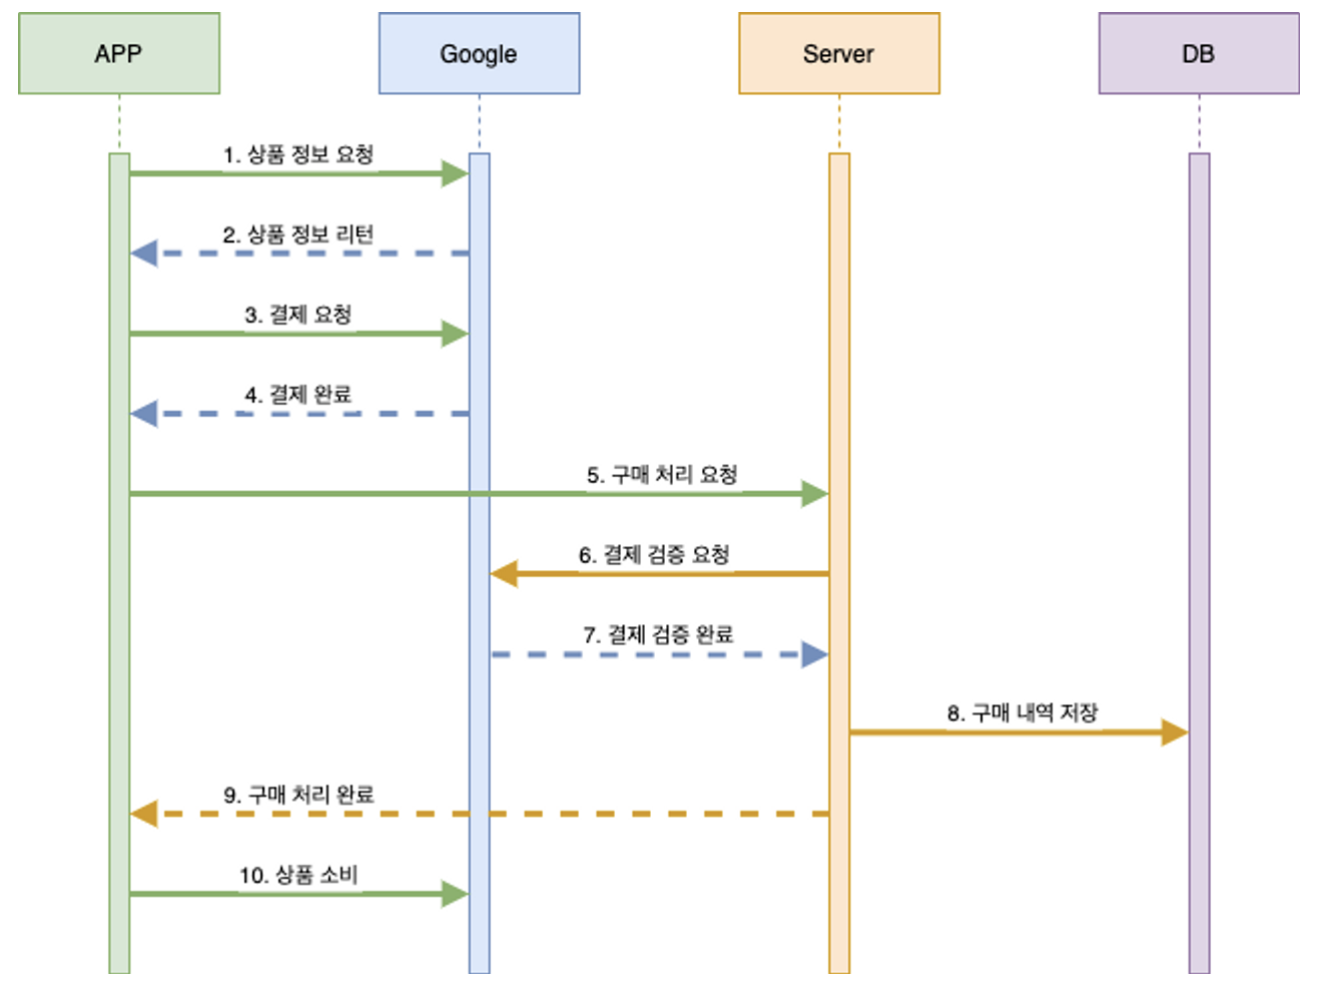 APP
Google
Server
DB
1. 상품 정보 요청
2. 상품 정보 리턴
3. 결제 요청
4. 결제 완료
5. 구매 처리 요청
6. 결제 검증 요청
7. 결제 검증 완료
8. 구매 내역 저장
9. 구매 처리 완료
10. 상품 소비